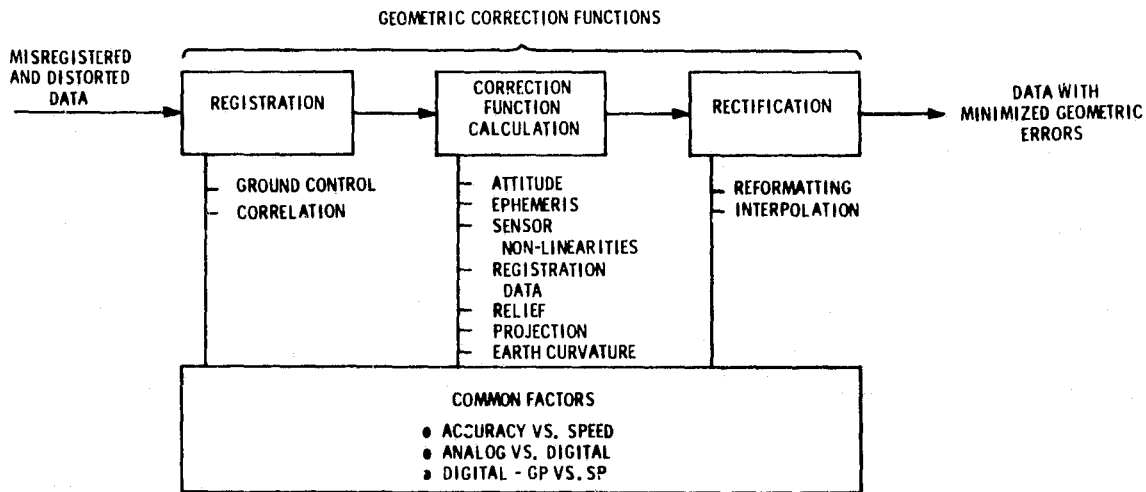 GEOMETRIC CORRECTION FUNCTIONS
MISREGISTERED
AND DISTORTED
DATA
REGISTRATION
CORRECTION
FUNCTION
CALCULATION
RECTIFICATION
DATA WITH
MINIMIZED GEOMETRIC
ERRORS
GROUND CONTROL
CORRELATION
ATTITUDE
EPHEMERIS
SENSOR
NON-LINEARITIES
REGISTRATION
DATA
RELIEF
PROJECTION
EARTH CURVATURE
REFORMATTING
INTERPOLATION
COMMON FACTORS
● ACCURACY VS. SPEED
● ANALOG VS. DIGITAL
● DIGITAL - GP VS. SP